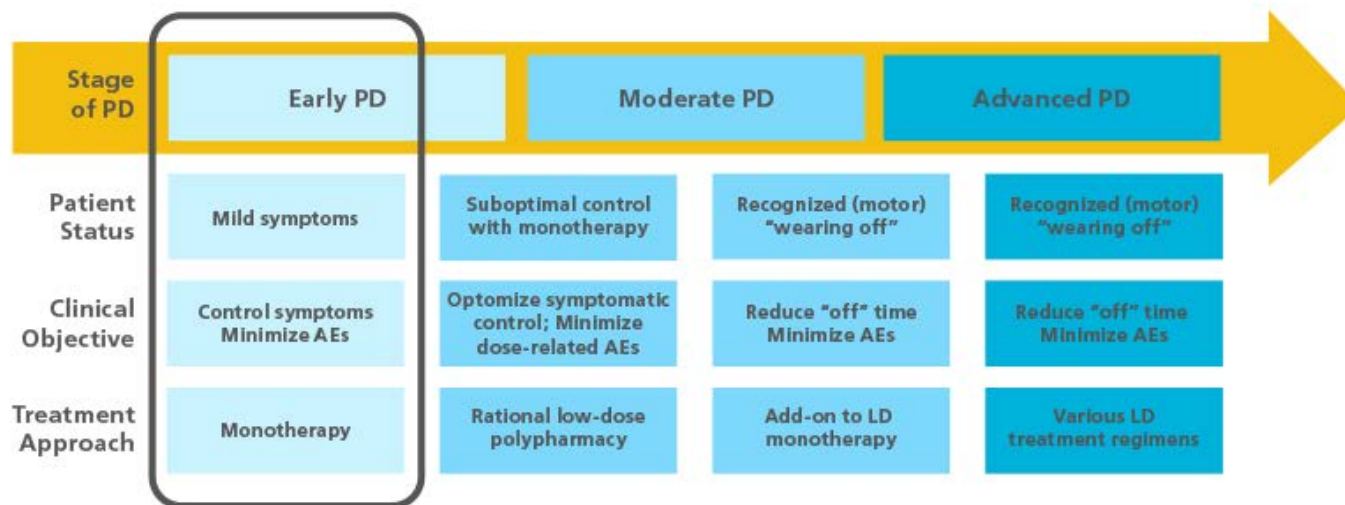 Stage
of PD
Early PD
Moderate PD
Advanced PD
Patient
Status
Mild symptoms
Suboptimal control
with monotherapy
Recognized (motor)
“wearing off”
Recognized (motor)
“wearing off”
Clinical
Objective
Control symptoms
Minimize AEs
Optomize symptomatic
control; Minimize
dose-related AEs
Reduce “off” time
Minimize AEs
Reduce “off” time
Minimize AEs
Treatment
Approach
Monotherapy
Rational low-dose
polypharmacy
Add-on to LD
monotherapy
Various LD
treatment regimens